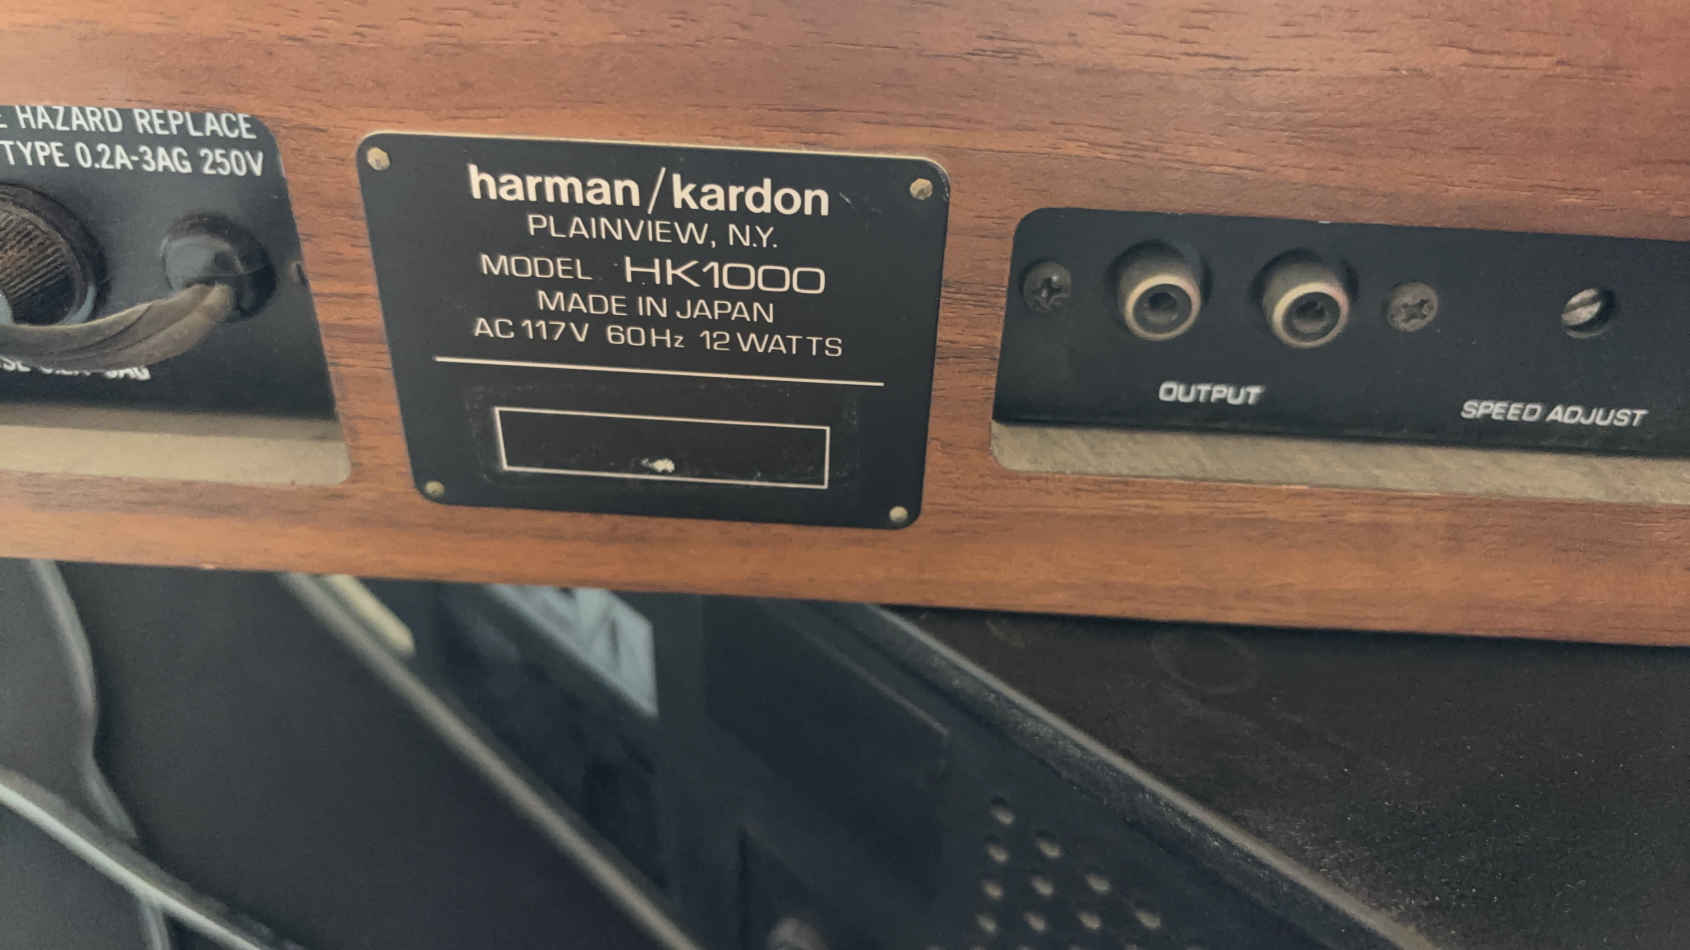 HAZARD REPLACE
TYPE 0.2A-3AG 250V
harman/kardon
PLAINVIEW, N.Y.
MODEL HK1000
MADE IN JAPAN
AC 117V 60Hz 12 WATTS
OUTPUT
SPEED ADJUST